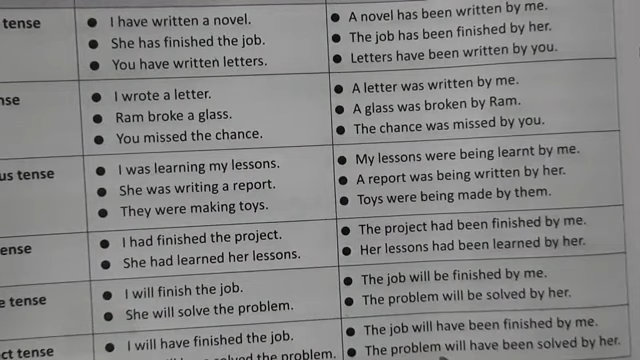 tense
I have written a novel.
She has finished the job.
You have written letters.
A novel has been written by me.
The job has been finished by her.
Letters have been written by you.
I wrote a letter.
Ram broke a glass.
You missed the chance.
A letter was written by me.
A glass was broken by Ram.
The chance was missed by you.
tense
I was learning my lessons.
She was writing a report.
They were making toys.
My lessons were being learnt by me.
A report was being written by her.
Toys were being made by them.
I had finished the project.
She had learned her lessons.
The project had been finished by me.
Her lessons had been learned by her.
tense
I will finish the job.
She will solve the problem.
The job will be finished by me.
The problem will be solved by her.
tense
I will have finished the job.
the problem.
The job will have been finished by me.
The problem will have been solved by her.